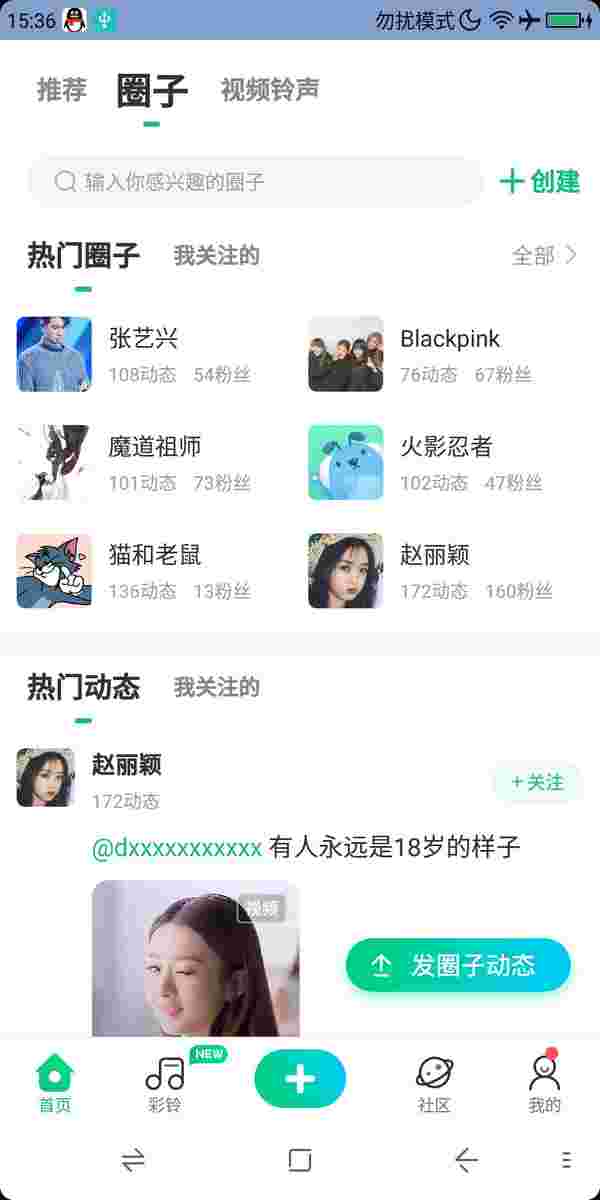 15:36 勿扰模式
推荐 圈子 视频铃声
输入你感兴趣的圈子 创建
热门圈子 我关注的 全部
张艺兴 Blackpink
108动态 54粉丝 76动态 67粉丝
魔道祖师 火影忍者
101动态 73粉丝 102动态 47粉丝
猫和老鼠 赵丽颖
136动态 13粉丝 172动态 160粉丝
热门动态 我关注的
赵丽颖
172动态
+关注
@dxxxxxxxxxxx 有人永远是18岁的样子
视频
发圈子动态
NEW
首页 彩铃 社区 我的